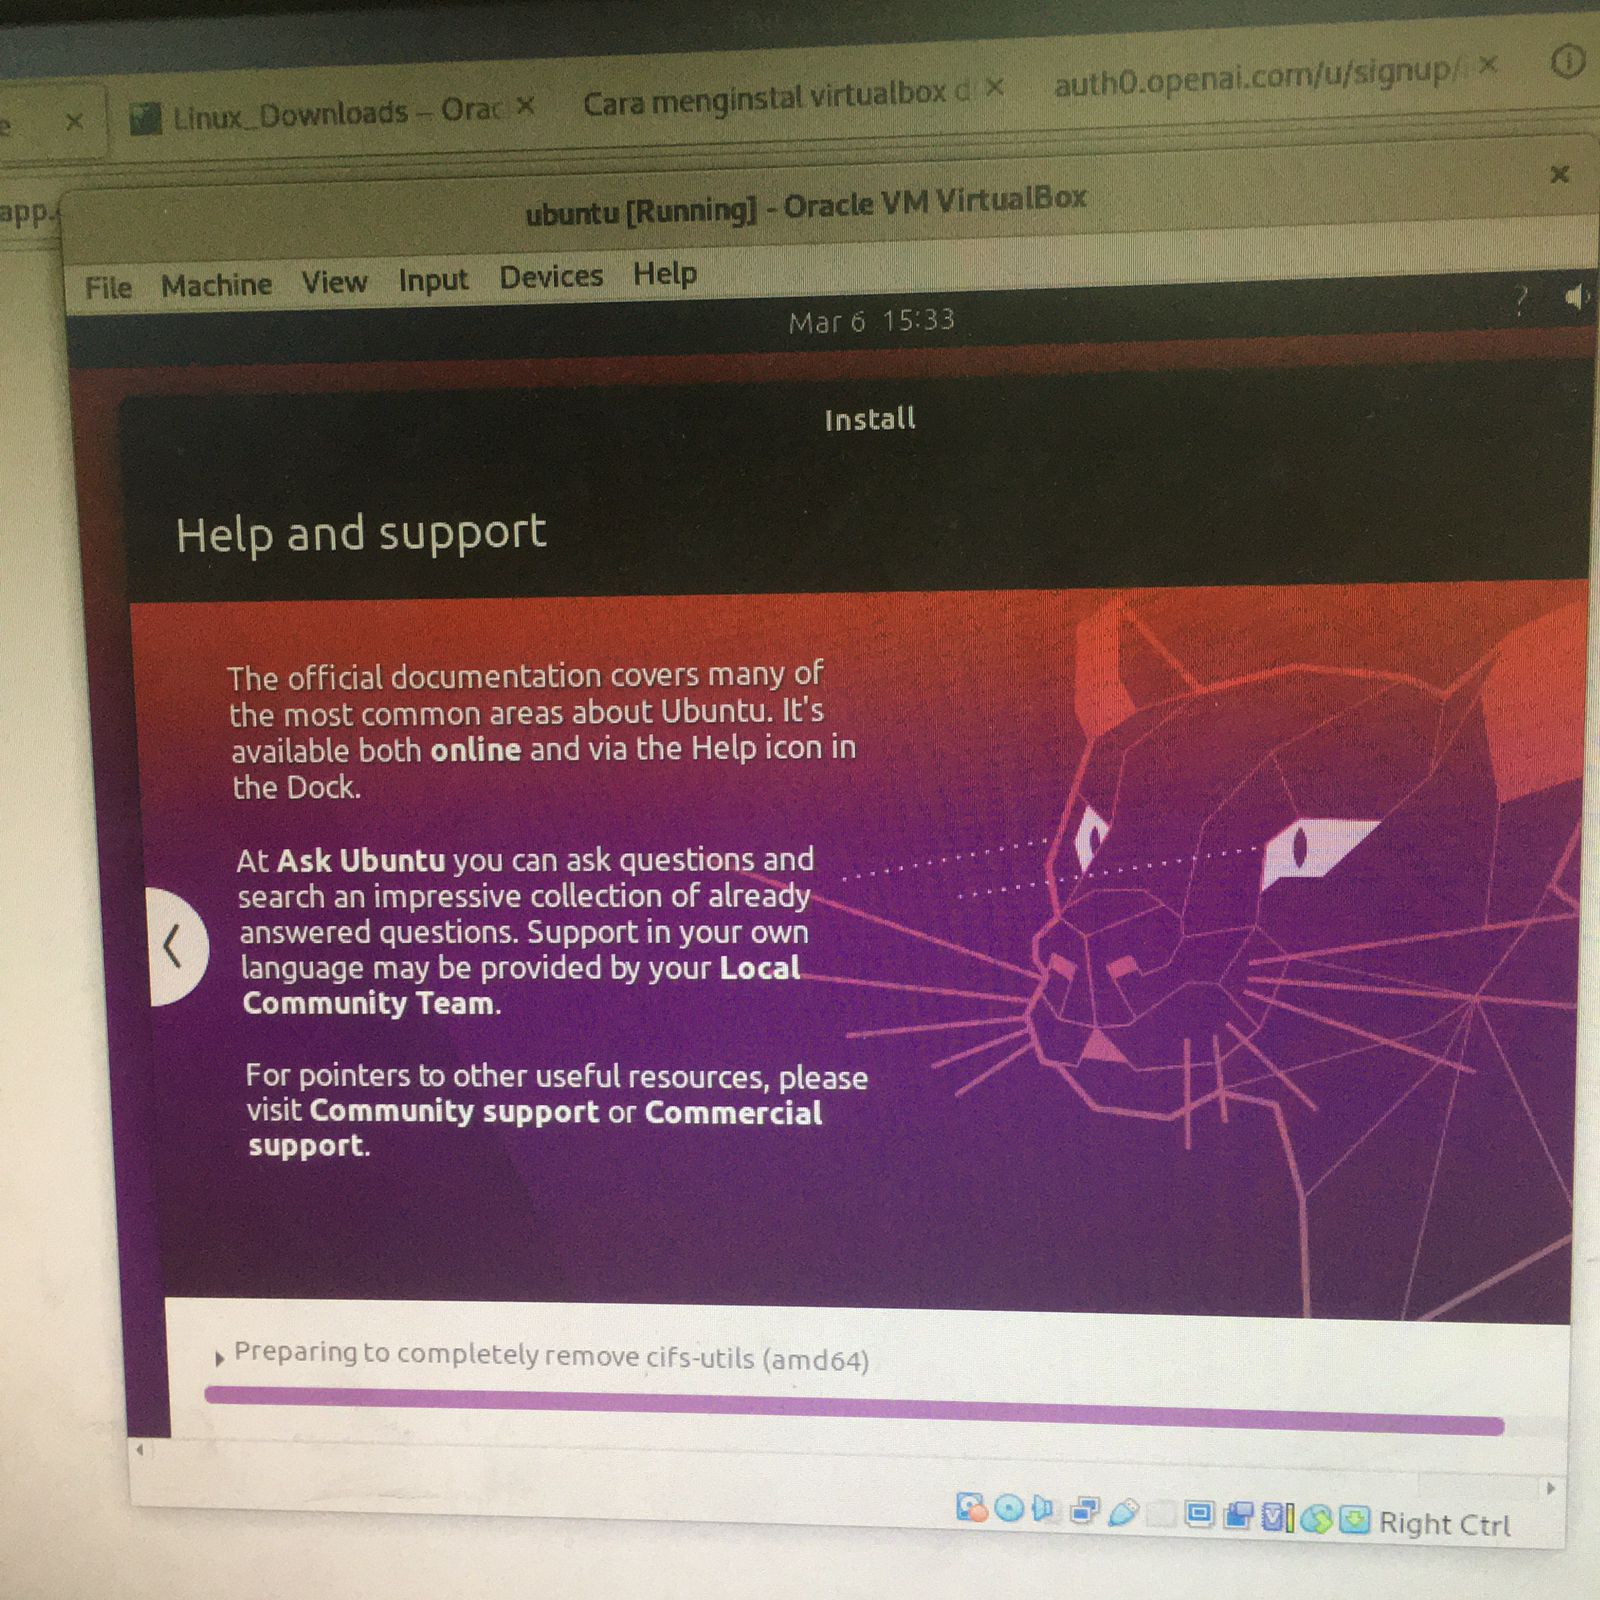 e
Linux_Downloads – Orac
Cara menginstal virtualbox d
auth0.openai.com/u/signup/
app.
ubuntu [Running] - Oracle VM VirtualBox
File Machine View Input Devices Help
Mar 6 15:33
?
Install
Help and support
The official documentation covers many of
the most common areas about Ubuntu. It's
available both online and via the Help icon in
the Dock.
At Ask Ubuntu you can ask questions and
search an impressive collection of already
answered questions. Support in your own
language may be provided by your Local
Community Team.
For pointers to other useful resources, please
visit Community support or Commercial
support.
Preparing to completely remove cifs-utils (amd64)
Right Ctrl